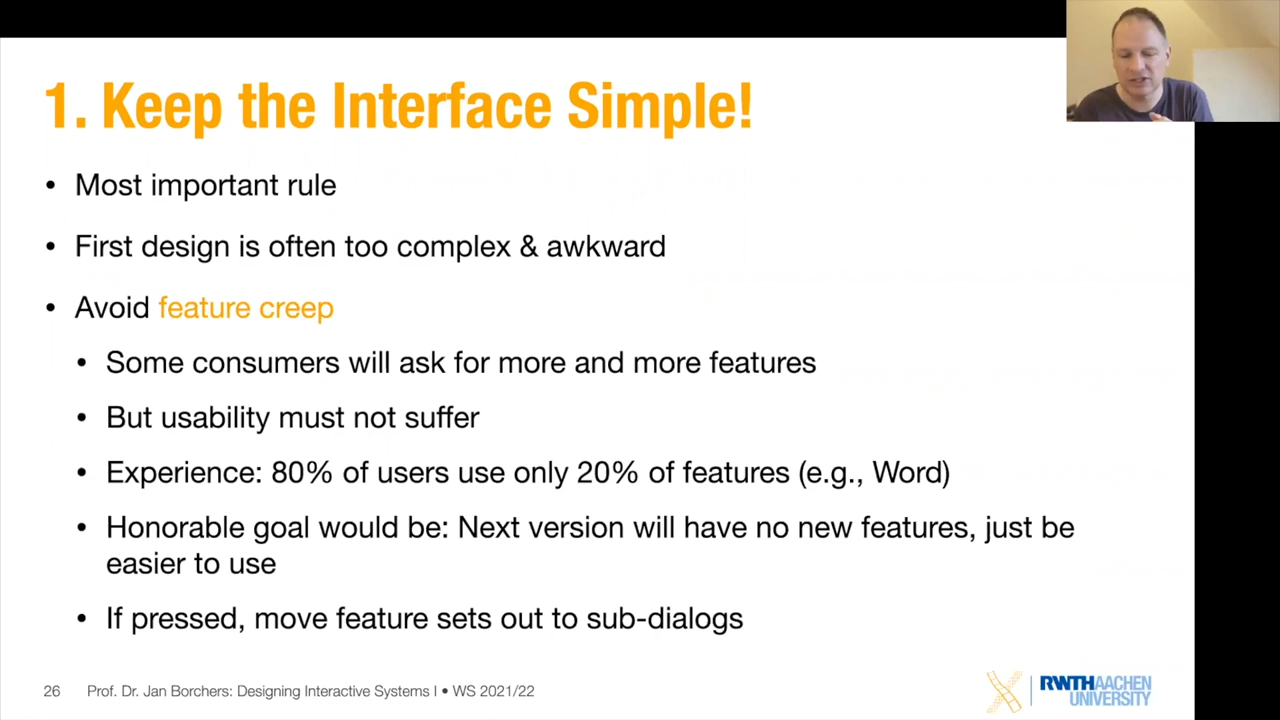 1. Keep the Interface Simple!
• Most important rule
• First design is often too complex & awkward
• Avoid feature creep
• Some consumers will ask for more and more features
• But usability must not suffer
• Experience: 80% of users use only 20% of features (e.g., Word)
• Honorable goal would be: Next version will have no new features, just be
easier to use
• If pressed, move feature sets out to sub-dialogs
26 Prof. Dr. Jan Borchers: Designing Interactive Systems I • WS 2021/22
RWTHAACHEN
UNIVERSITY